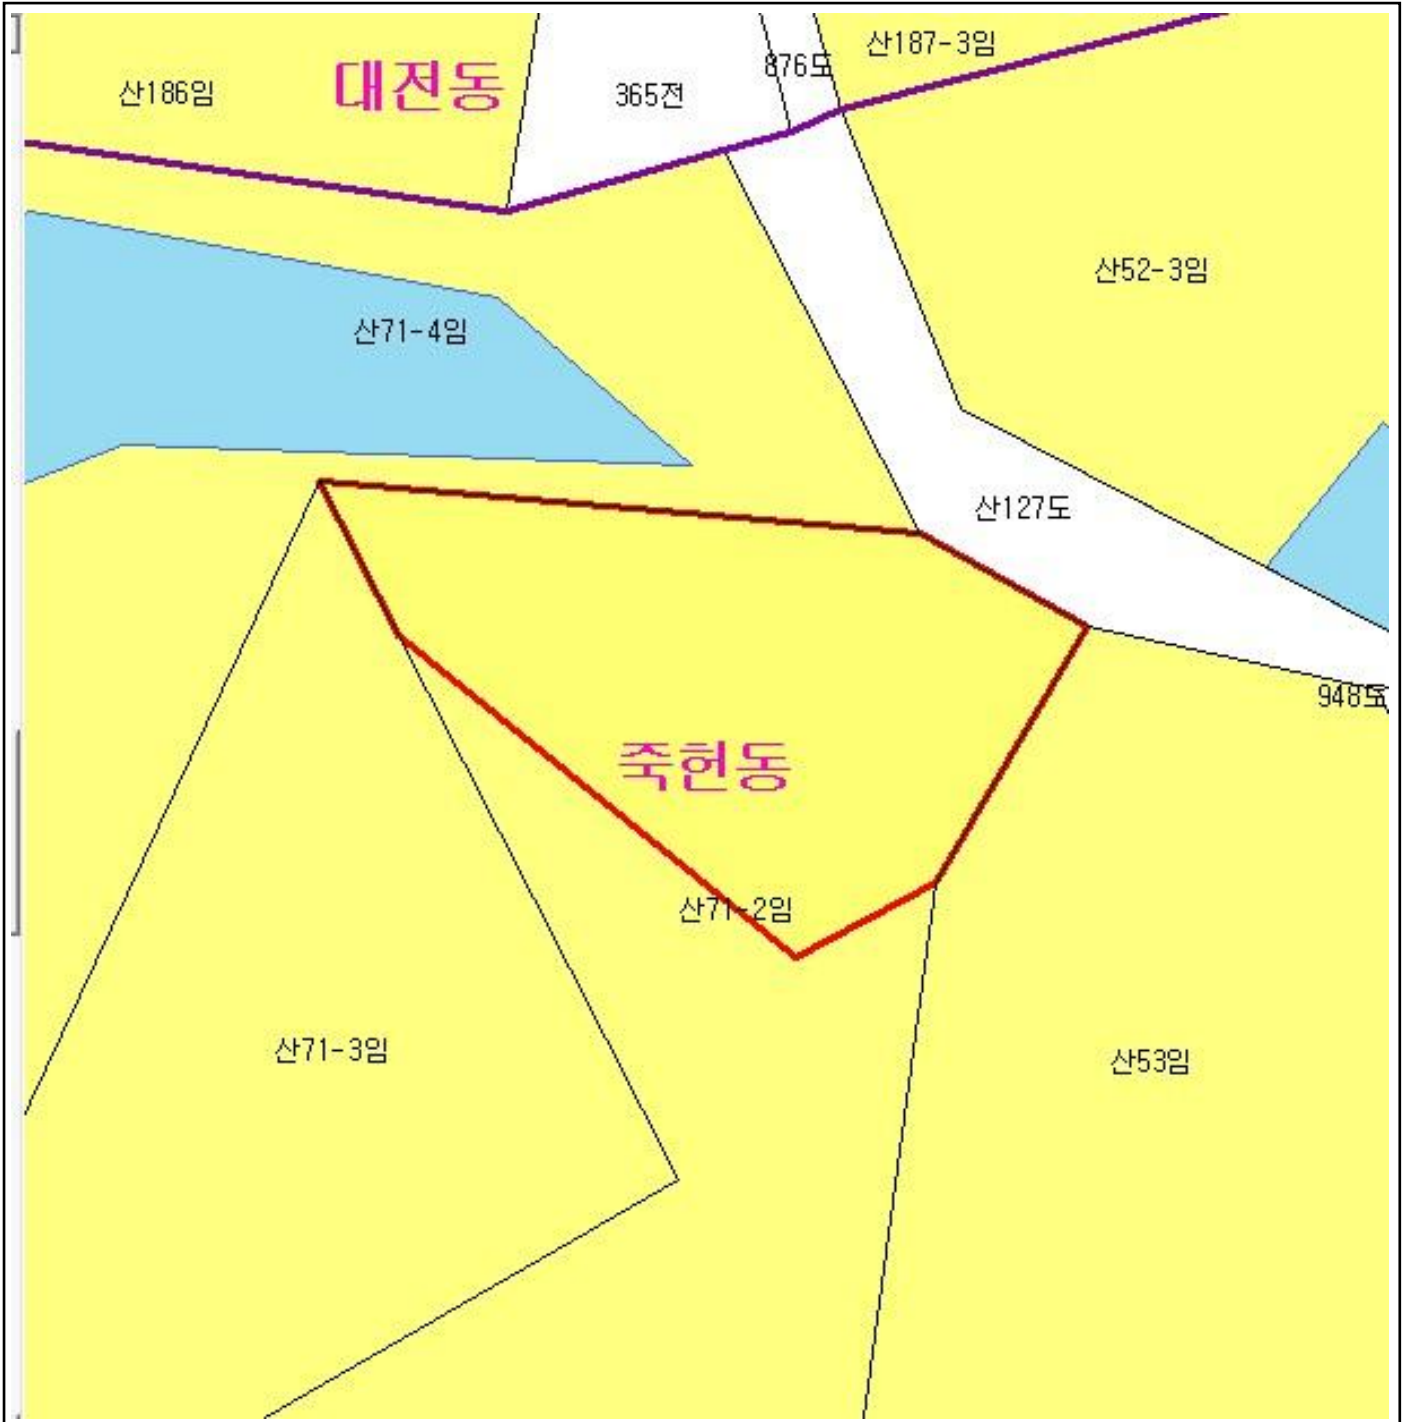 산187-3임
876도
산186임
대전동
365전
산52-3임
산71-4임
산127도
948도
죽헌동
산71-2임
산71-3임
산53임